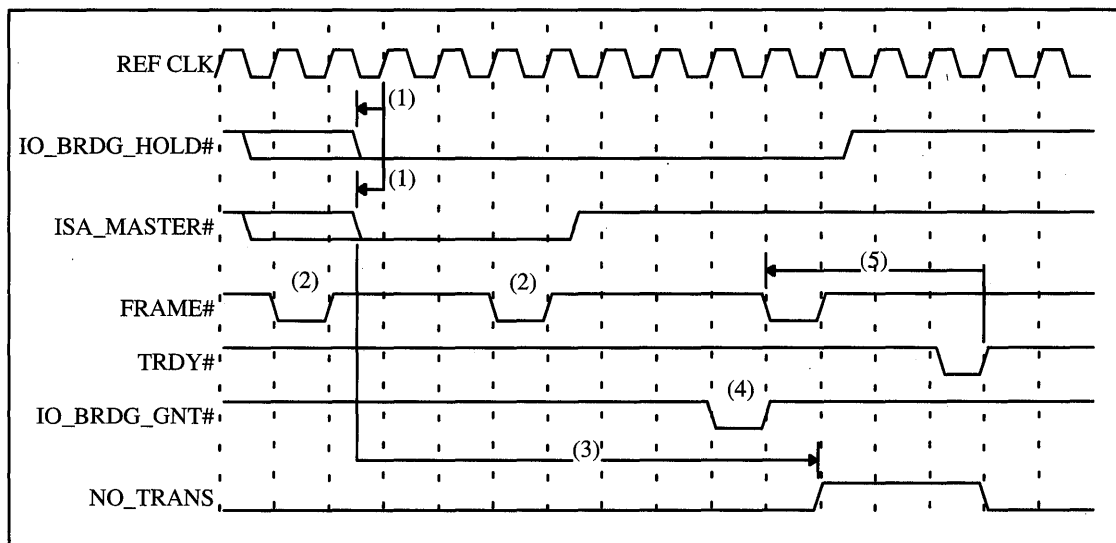 REF CLK
(1)
IO_BRDG_HOLD#
(1)
ISA_MASTER#
(2) (2) (5)
FRAME#
TRDY#
(4)
IO_BRDG_GNT#
(3)
NO_TRANS